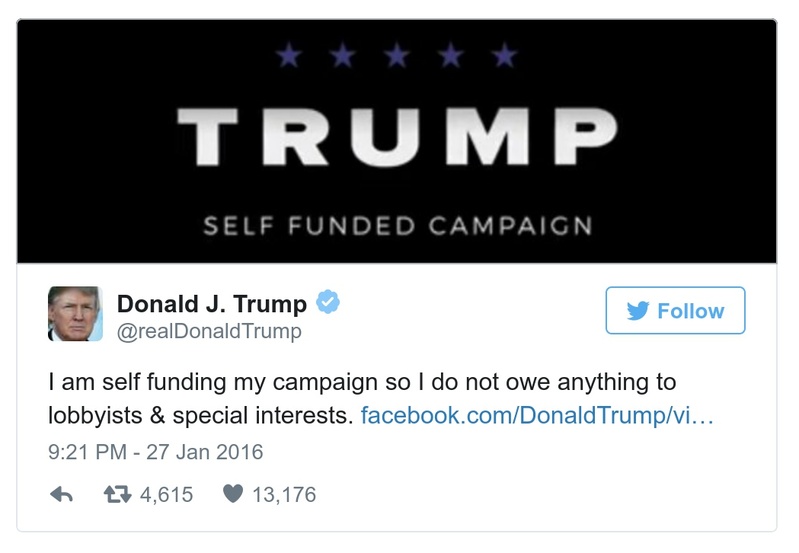 TRUMP
SELF FUNDED CAMPAIGN
Donald J. Trump
Follow
@realDonaldTrump
I am self funding my campaign so I do not owe anything to
lobbyists & special interests. facebook.com/DonaldTrump/vi…
9:21 PM - 27 Jan 2016
4,615 13,176